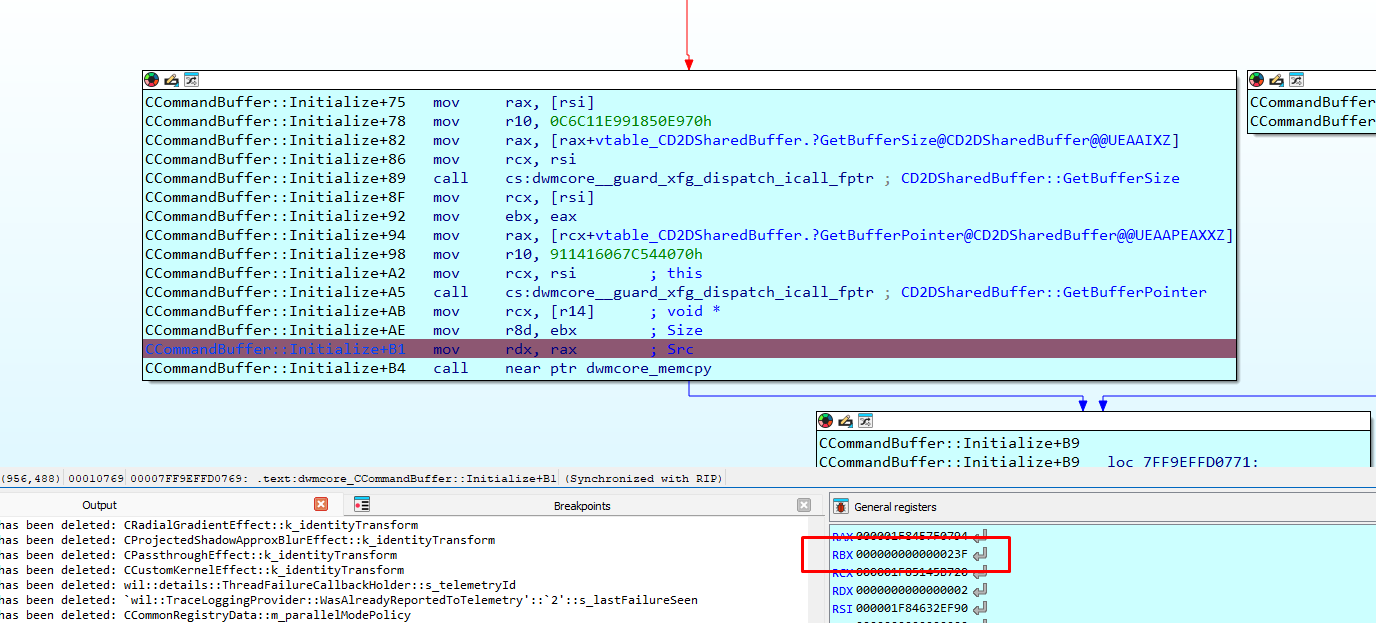 CCommandBuffer::Initialize+75 mov rax, [rsi]
CCommandBuffer::Initialize+78 mov r10, 0C6C11E991850E970h
CCommandBuffer::Initialize+82 mov rax, [rax+vtable_CD2DSharedBuffer.?GetBufferSize@CD2DSharedBuffer@@UEAAIXZ]
CCommandBuffer::Initialize+86 mov rcx, rsi
CCommandBuffer::Initialize+89 call cs:dwmcore__guard_xfg_dispatch_icall_fptr ; CD2DSharedBuffer::GetBufferSize
CCommandBuffer::Initialize+8F mov rcx, [rsi]
CCommandBuffer::Initialize+92 mov ebx, eax
CCommandBuffer::Initialize+94 mov rax, [rcx+vtable_CD2DSharedBuffer.?GetBufferPointer@CD2DSharedBuffer@@UEAAPEAXXZ]
CCommandBuffer::Initialize+98 mov r10, 911416067C544070h
CCommandBuffer::Initialize+A2 mov rcx, rsi ; this
CCommandBuffer::Initialize+A5 call cs:dwmcore__guard_xfg_dispatch_icall_fptr ; CD2DSharedBuffer::GetBufferPointer
CCommandBuffer::Initialize+AB mov rcx, [r14] ; void *
CCommandBuffer::Initialize+AE mov r8d, ebx ; Size
CCommandBuffer::Initialize+B1 mov rdx, rax ; Src
CCommandBuffer::Initialize+B4 call near ptr dwmcore_memcpy
CCommandBuffer
CCommandBuffer
CCommandBuffer::Initialize+B9
CCommandBuffer::Initialize+B9 loc_7FF9EFFD0771:
(956,488) 00010769 00007FF9EFFD0769: .text:dwmcore_CCommandBuffer::Initialize+B1 (Synchronized with RIP)
Output
has been deleted: CRadialGradientEffect::k_identityTransform
has been deleted: CProjectedShadowApproxBlurEffect::k_identityTransform
has been deleted: CPassthroughEffect::k_identityTransform
has been deleted: CCustomKernelEffect::k_identityTransform
has been deleted: wil::details::ThreadFailureCallbackHolder::s_telemetryId
has been deleted: `wil::TraceLoggingProvider::WasAlreadyReportedToTelemetry'::`2'::s_lastFailureSeen
has been deleted: CCommonRegistryData::m_parallelModePolicy
Breakpoints
General registers
RAX 000001F8457F0794
RBX 000000000000023F
RCX 000001F85145B720
RDX 0000000000000002
RSI 000001F84632EF90